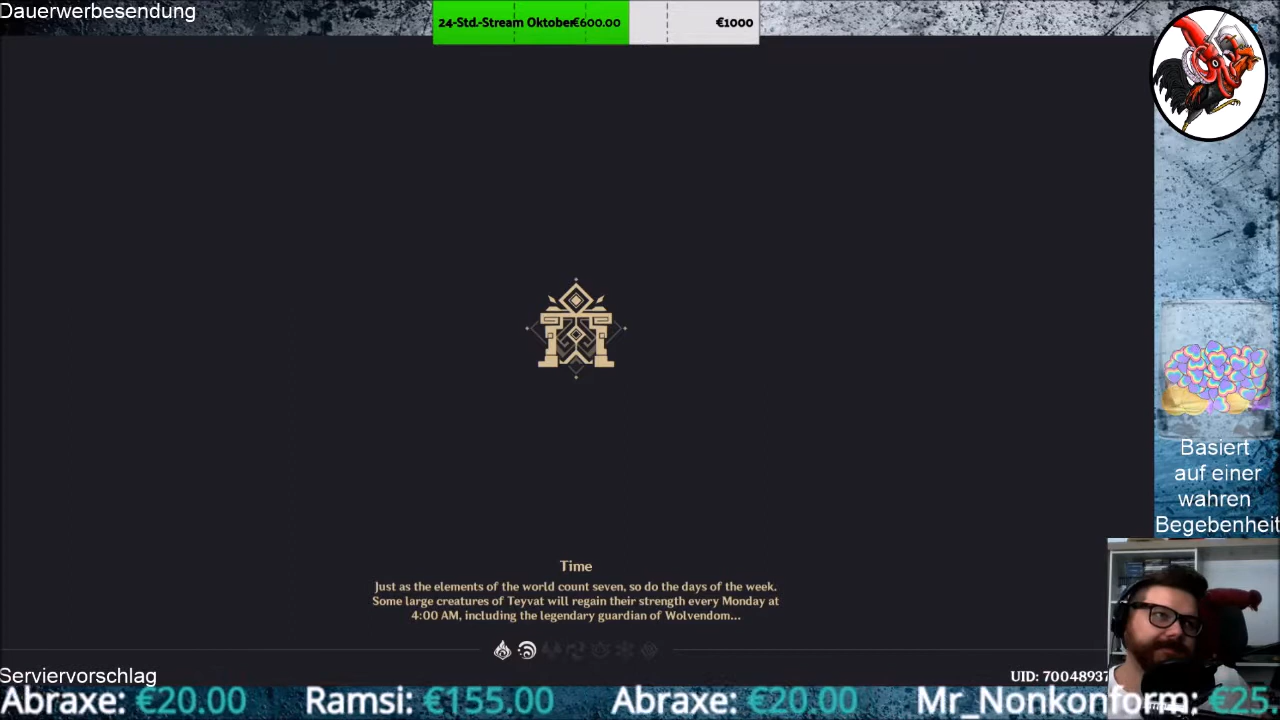 Dauerwerbesendung
24-Std.-Stream Oktober €600.00 €1000
Basiert
auf einer
wahren
Begebenheit
Time
Just as the elements of the world count seven, so do the days of the week.
Some large creatures of Teyvat will regain their strength every Monday at
4:00 AM, including the legendary guardian of Wolvendom...
Serviervorschlag
UID: 70048937
Abraxe: €20.00 Ramsi: €155.00 Abraxe: €20.00 Mr_Nonkonform: €25.